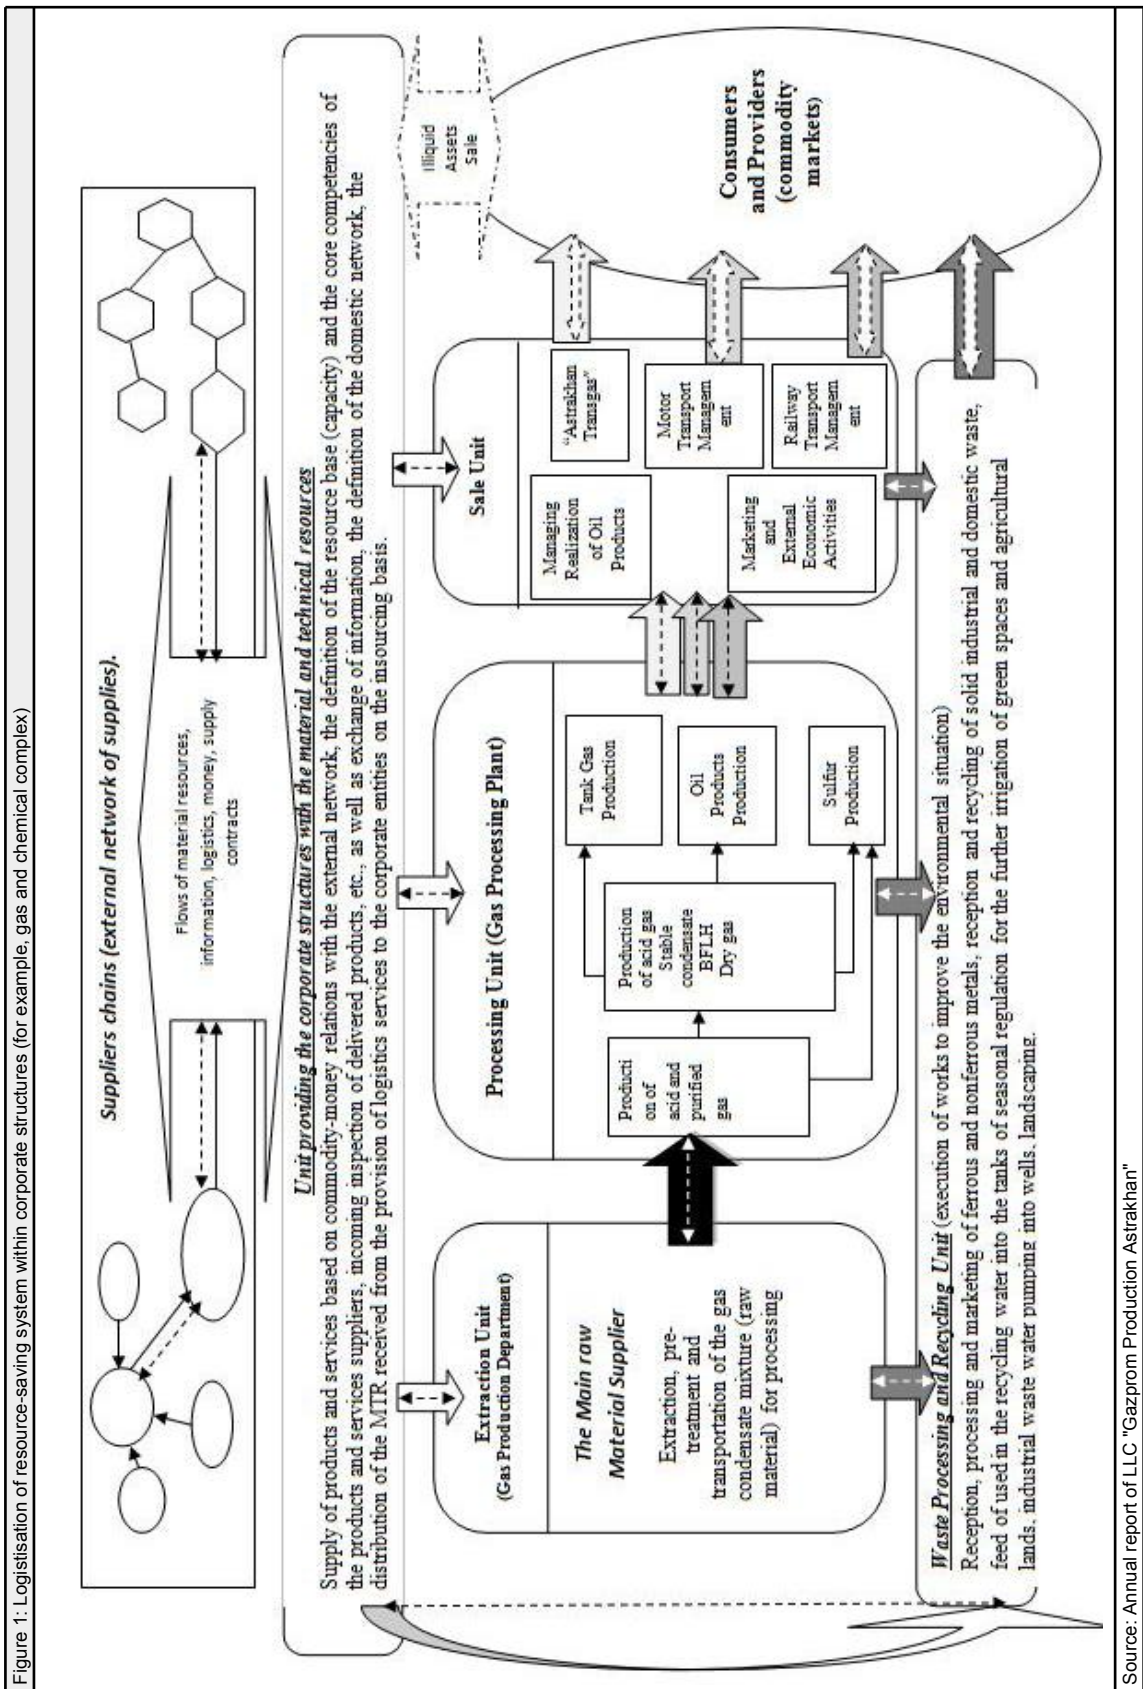 Figure 1: Logistisation of resource-saving system within corporate structures (for example, gas and chemical complex)
Suppliers chains (external network of supplies).
Flows of material resources,
information, logistics, money, supply
contracts
Unit providing the corporate structures with the material and technical resources
Supply of products and services based on commodity-money relations with the external network, the definition of the resource base (capacity) and the core competencies of
the products and services suppliers, incoming inspection of delivered products, etc., as well as exchange of information, the definition of the domestic network, the
distribution of the MTR received from the provision of logistics services to the corporate entities on the insourcing basis.
Illiquid
Assets
Sale
Extraction Unit
(Gas Production Department)
The Main raw
Material Supplier
Extraction, pre-
treatment and
transportation of the gas
condensate mixture (raw
material) for processing
Processing Unit (Gas Processing Plant)
Producti
on of
acid and
purified
gas
Production
of acid gas
Stable
condensate
BFLH
Dry gas
Tank Gas
Production
Oil
Products
Production
Sulfur
Production
Sale Unit
Managing
Realization
of Oil
Products
"Astrakhan
Transgas"
Motor
Transport
Managem
ent
Marketing
and
External
Economic
Activities
Railway
Transport
Managem
ent
Consumers
and Providers
(commodity
markets)
Waste Processing and Recycling Unit (execution of works to improve the environmental situation)
Reception, processing and marketing of ferrous and nonferrous metals, reception and recycling of solid industrial and domestic waste,
feed of used in the recycling water into the tanks of seasonal regulation for the further irrigation of green spaces and agricultural
lands, industrial waste water pumping into wells, landscaping.
Source: Annual report of LLC "Gazprom Production Astrakhan"